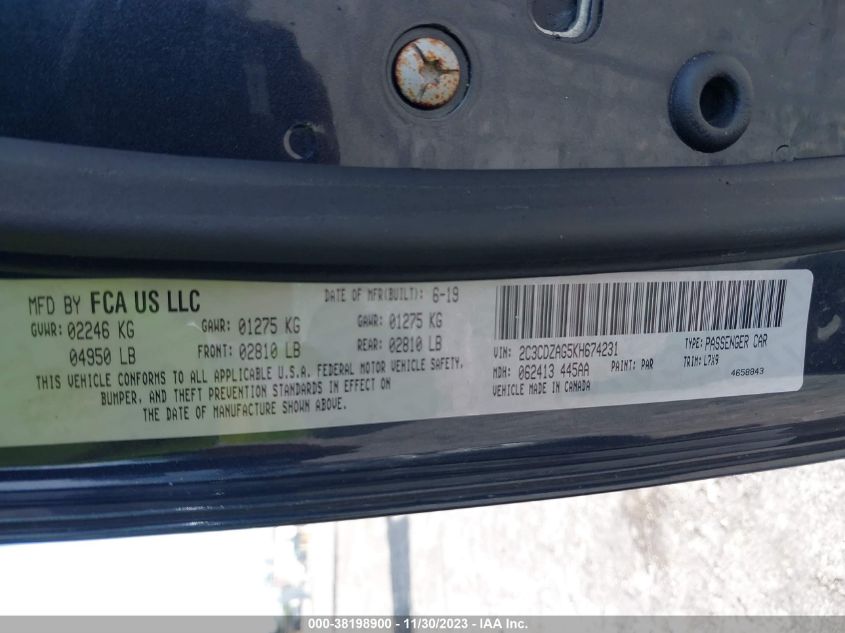 MFD BY FCA US LLC
DATE OF MFR(BUILT): 6-19
GVWR: 02246 KG
GAWR: 01275 KG
GAWR: 01275 KG
04950 LB
FRONT: 02810 LB
REAR: 02810 LB
THIS VEHICLE CONFORMS TO ALL APPLICABLE U.S.A. FEDERAL MOTOR VEHICLE SAFETY,
BUMPER, AND THEFT PREVENTION STANDARDS IN EFFECT ON
THE DATE OF MANUFACTURE SHOWN ABOVE.
VIN: 2C3CDZAG5KH674231
TYPE: PASSENGER CAR
MDH: 062413 445AA
PAINT: PAR
TRIM: L7X9
VEHICLE MADE IN CANADA
4658843
000-38198900 - 11/30/2023 - IAA Inc.